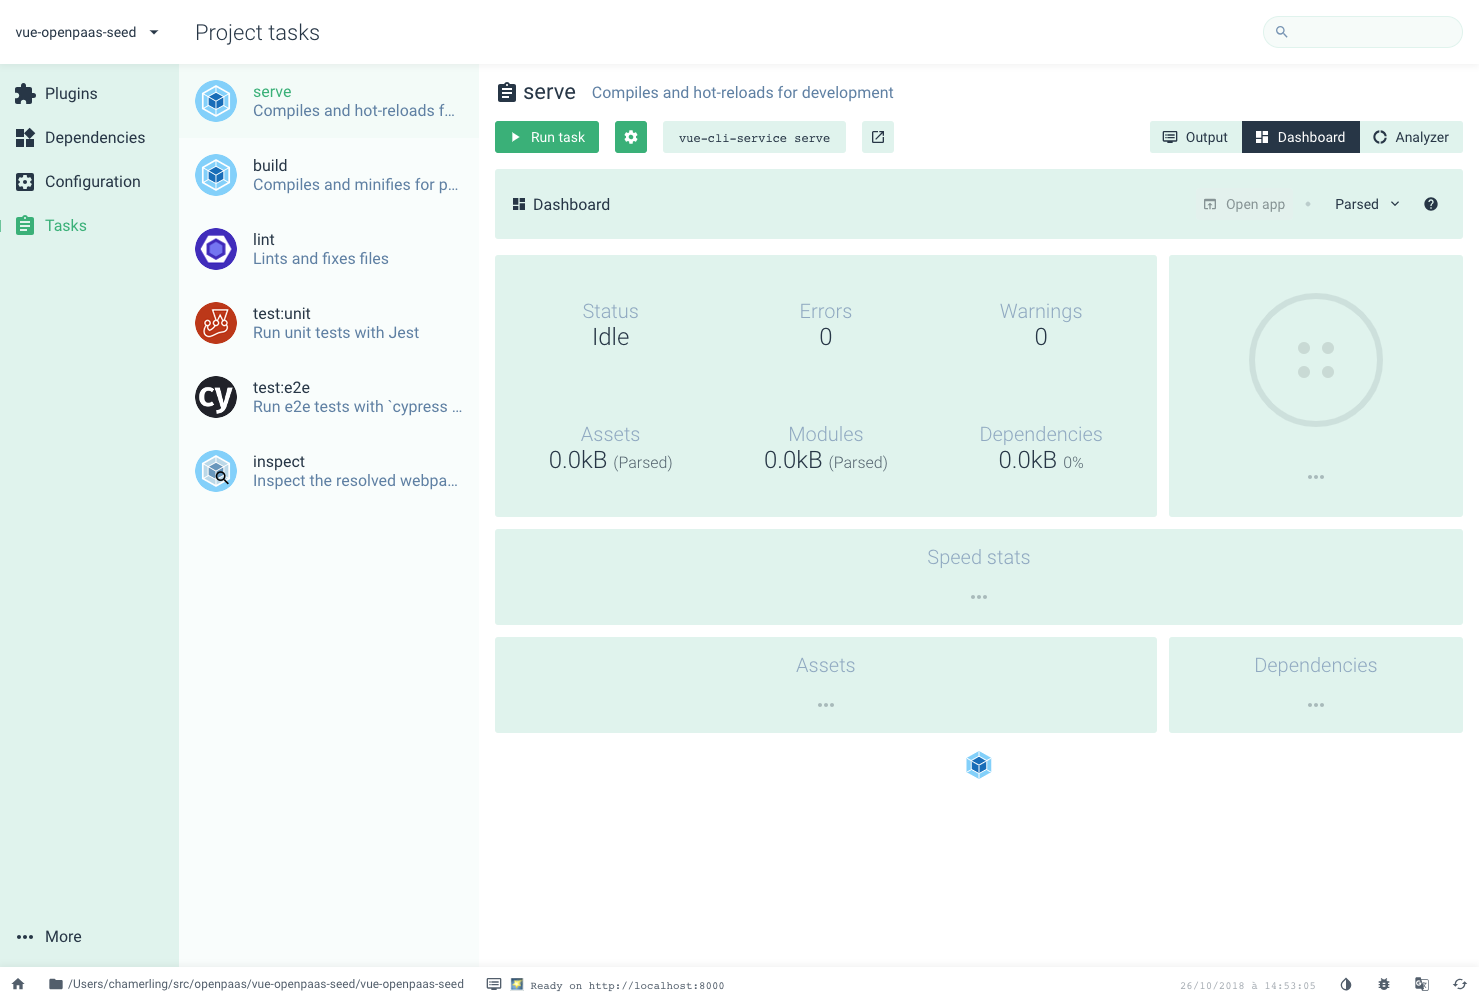 vue-openpaas-seed
Project tasks
Plugins
Dependencies
Configuration
Tasks
More
serve
Compiles and hot-reloads f...
build
Compiles and minifies for p...
lint
Lints and fixes files
test:unit
Run unit tests with Jest
cy
test:e2e
Run e2e tests with `cypress ...
inspect
Inspect the resolved webpa...
serve Compiles and hot-reloads for development
Run task vue-cli-service serve Output Dashboard Analyzer
Dashboard Open app • Parsed ?
Status Errors Warnings
Idle 0 0
Assets Modules Dependencies
0.0kB (Parsed) 0.0kB (Parsed) 0.0kB 0%
Speed stats
Assets
Dependencies
/Users/chamerling/src/openpaas/vue-openpaas-seed/vue-openpaas-seed Ready on http://localhost:8000 26/10/2018 à 14:53:05